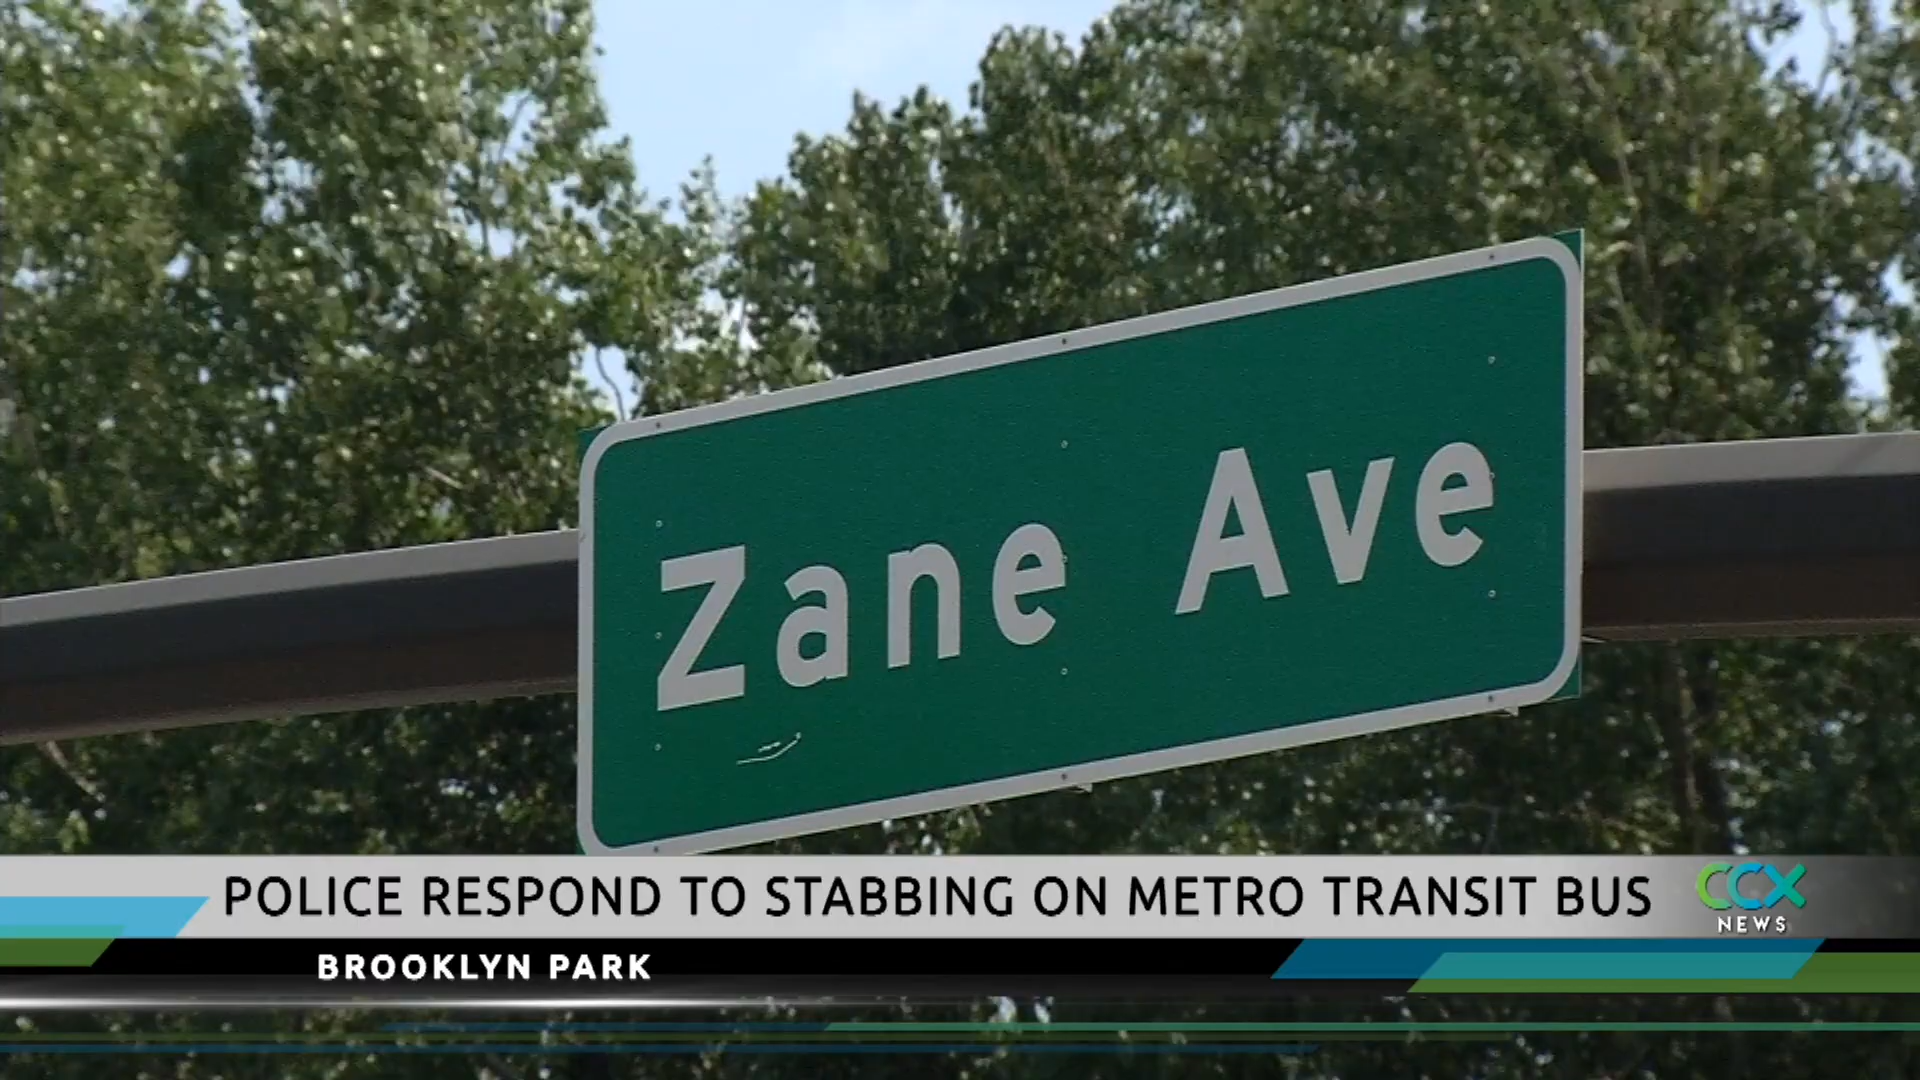 Zane Ave
POLICE RESPOND TO STABBING ON METRO TRANSIT BUS
CCX
NEWS
BROOKLYN PARK